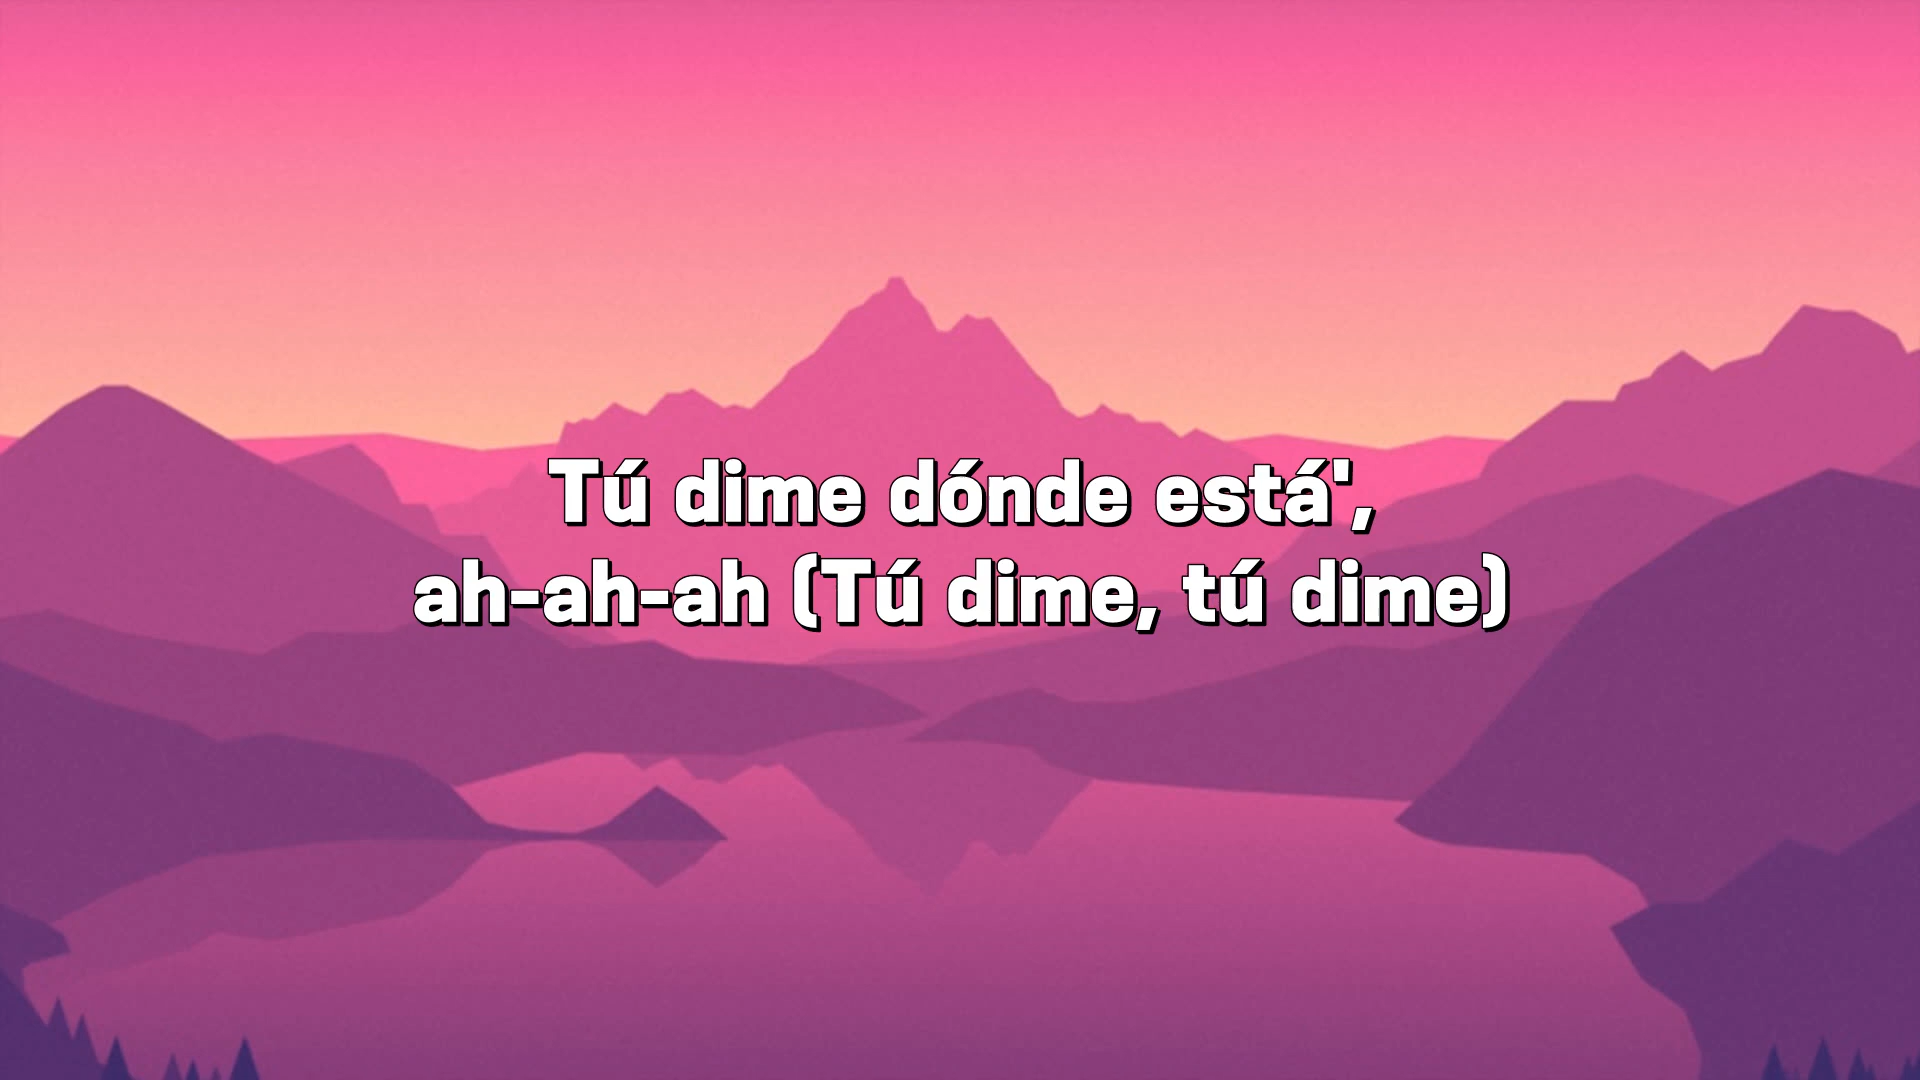 Tú dime dónde está',
ah-ah-ah (Tú dime, tú dime)